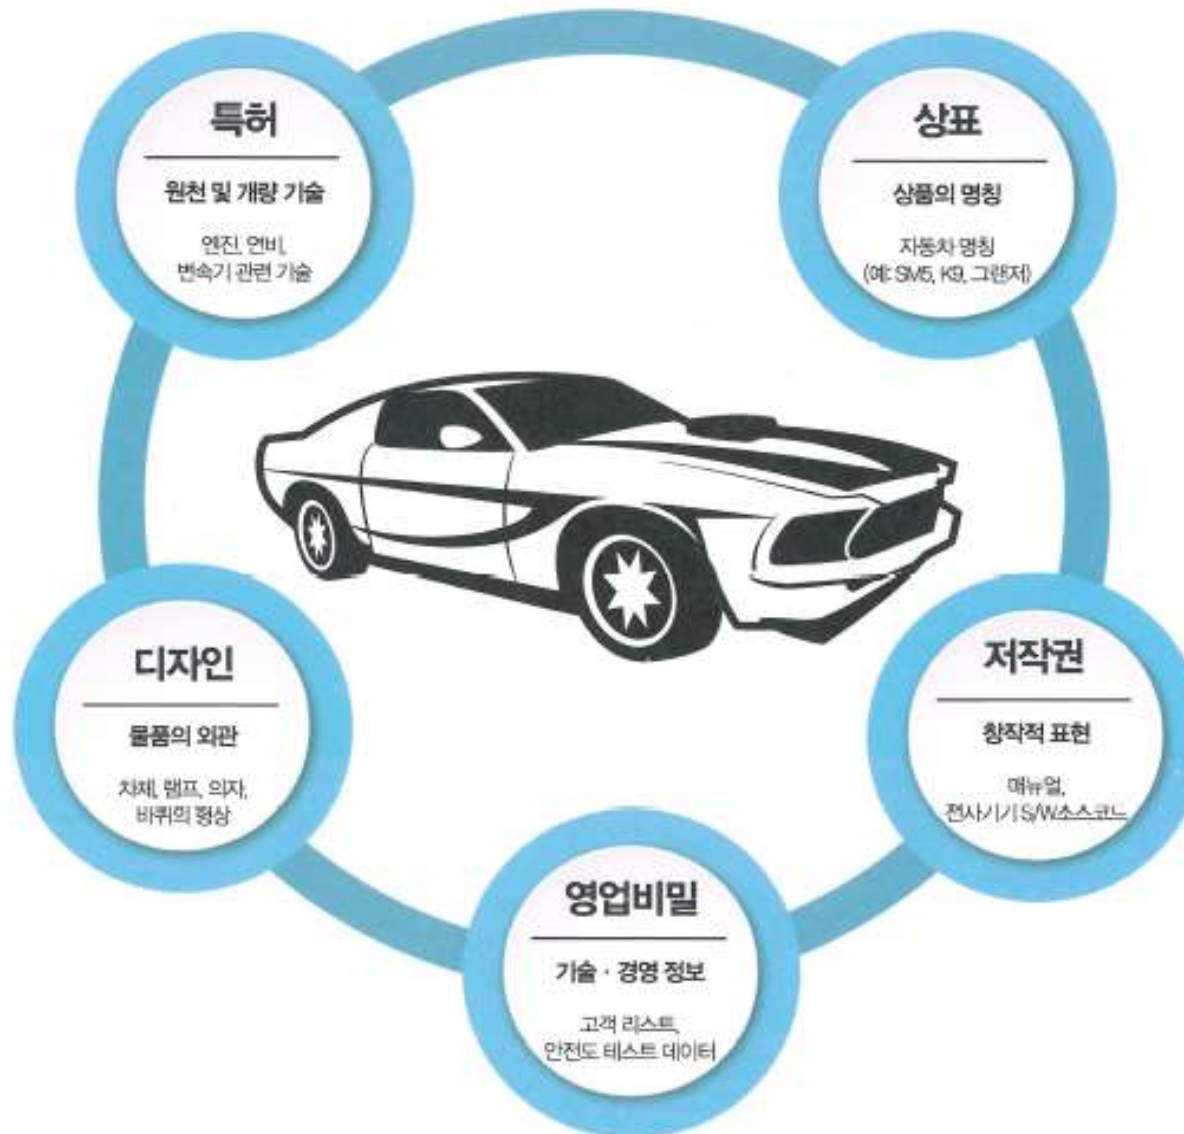 특허
원천 및 개량 기술
엔진, 연비,
변속기 관련 기술
상표
상품의 명칭
자동차 명칭
(예: SM5, K9, 그랜저)
디자인
물품의 외관
차체, 램프, 의자,
바퀴의 형상
저작권
창작적 표현
매뉴얼,
전사기기 S/W소스코드
영업비밀
기술 · 경영 정보
고객 리스트,
안전도 테스트 데이터